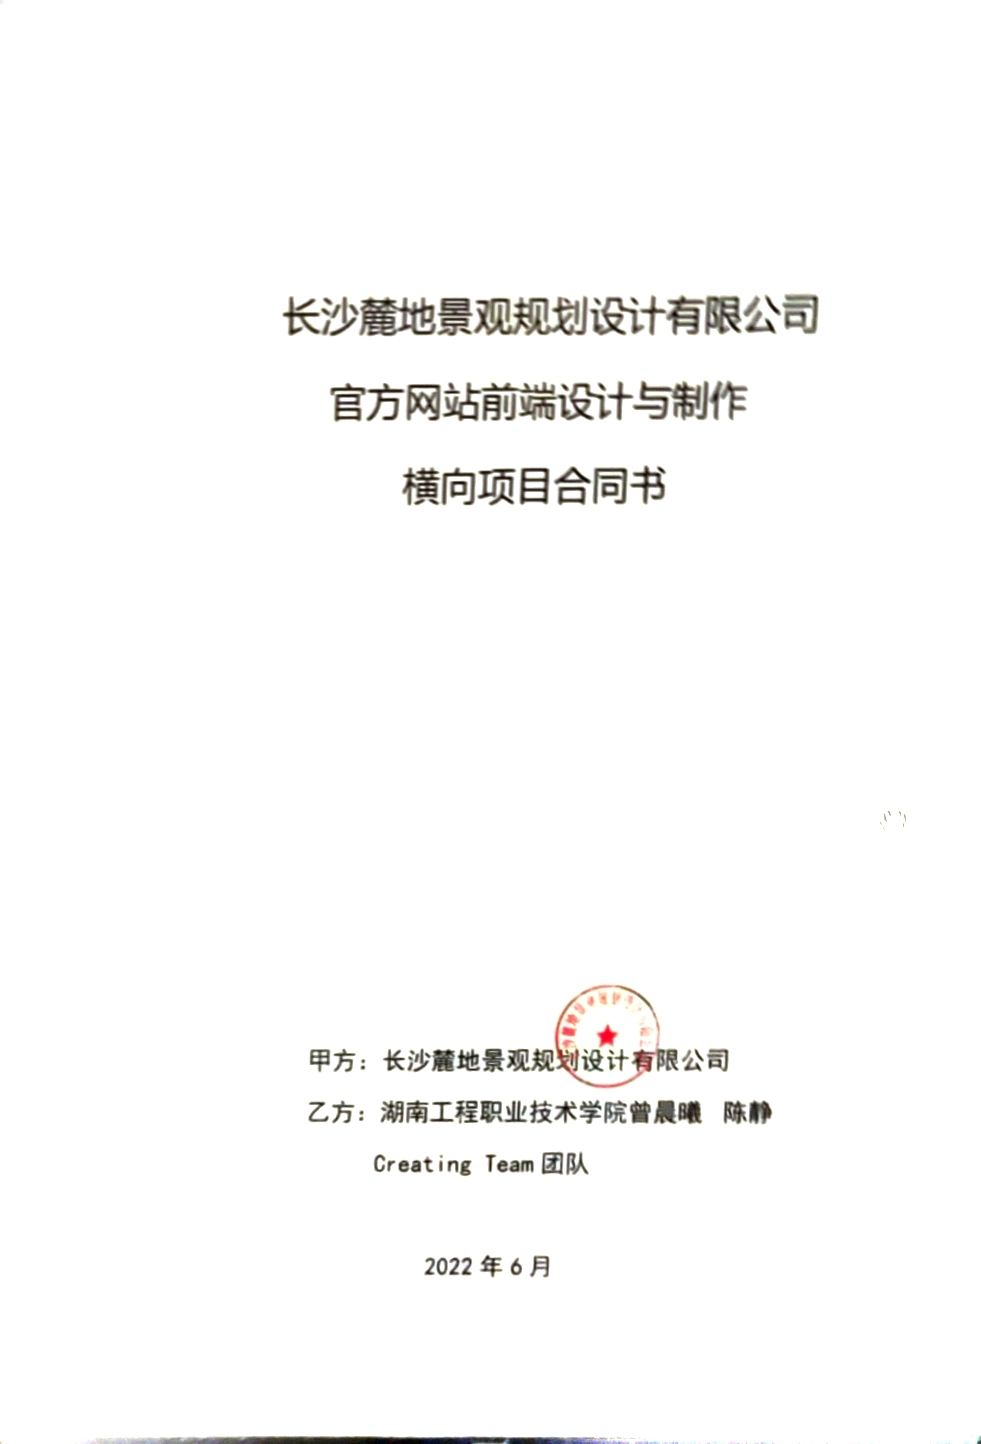 长沙麓地景观规划设计有限公司
官方网站前端设计与制作
横向项目合同书
甲方：长沙麓地景观规划设计有限公司
乙方：湖南工程职业技术学院曾晨曦 陈静
Creating Team 团队
2022 年 6 月